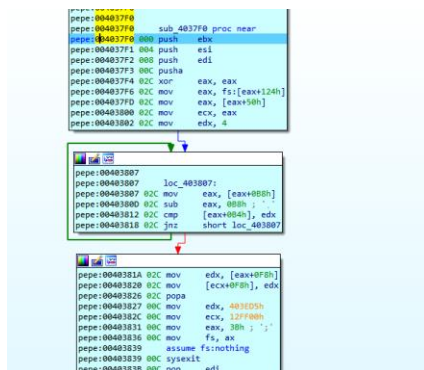 pepe:004037F0
pepe:004037F0 sub_4037F0 proc near
pepe:004037F0 000 push ebx
pepe:004037F1 004 push esi
pepe:004037F2 008 push edi
pepe:004037F3 00C pusha
pepe:004037F4 02C xor eax, eax
pepe:004037F6 02C mov eax, fs:[eax+124h]
pepe:004037FD 02C mov eax, [eax+50h]
pepe:00403800 02C mov ecx, eax
pepe:00403802 02C mov edx, 4
pepe:00403807
pepe:00403807 loc_403807:
pepe:00403807 02C mov eax, [eax+0B8h]
pepe:0040380D 02C sub eax, 0B8h ; '¸'
pepe:00403812 02C cmp [eax+0B4h], edx
pepe:00403818 02C jnz short loc_403807
pepe:0040381A 02C mov edx, [eax+0F8h]
pepe:00403820 02C mov [ecx+0F8h], edx
pepe:00403826 02C popa
pepe:00403827 00C mov edx, 403ED5h
pepe:0040382C 00C mov ecx, 12FF00h
pepe:00403831 00C mov eax, 3Bh ; ';'
pepe:00403836 00C mov fs, ax
pepe:00403839 assume fs:nothing
pepe:00403839 00C sysexit
pepe:0040383B 00C pop edi